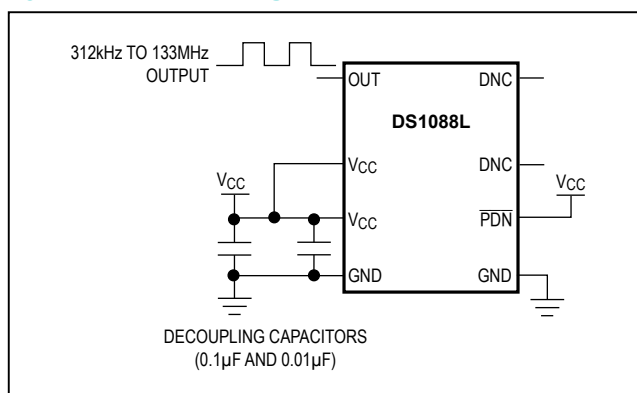 312kHz TO 133MHz
OUTPUT
OUT
DNC
DS1088L
VCC
DNC
VCC
VCC
VCC
PDN
GND
GND
DECOUPLING CAPACITORS
(0.1µF AND 0.01µF)